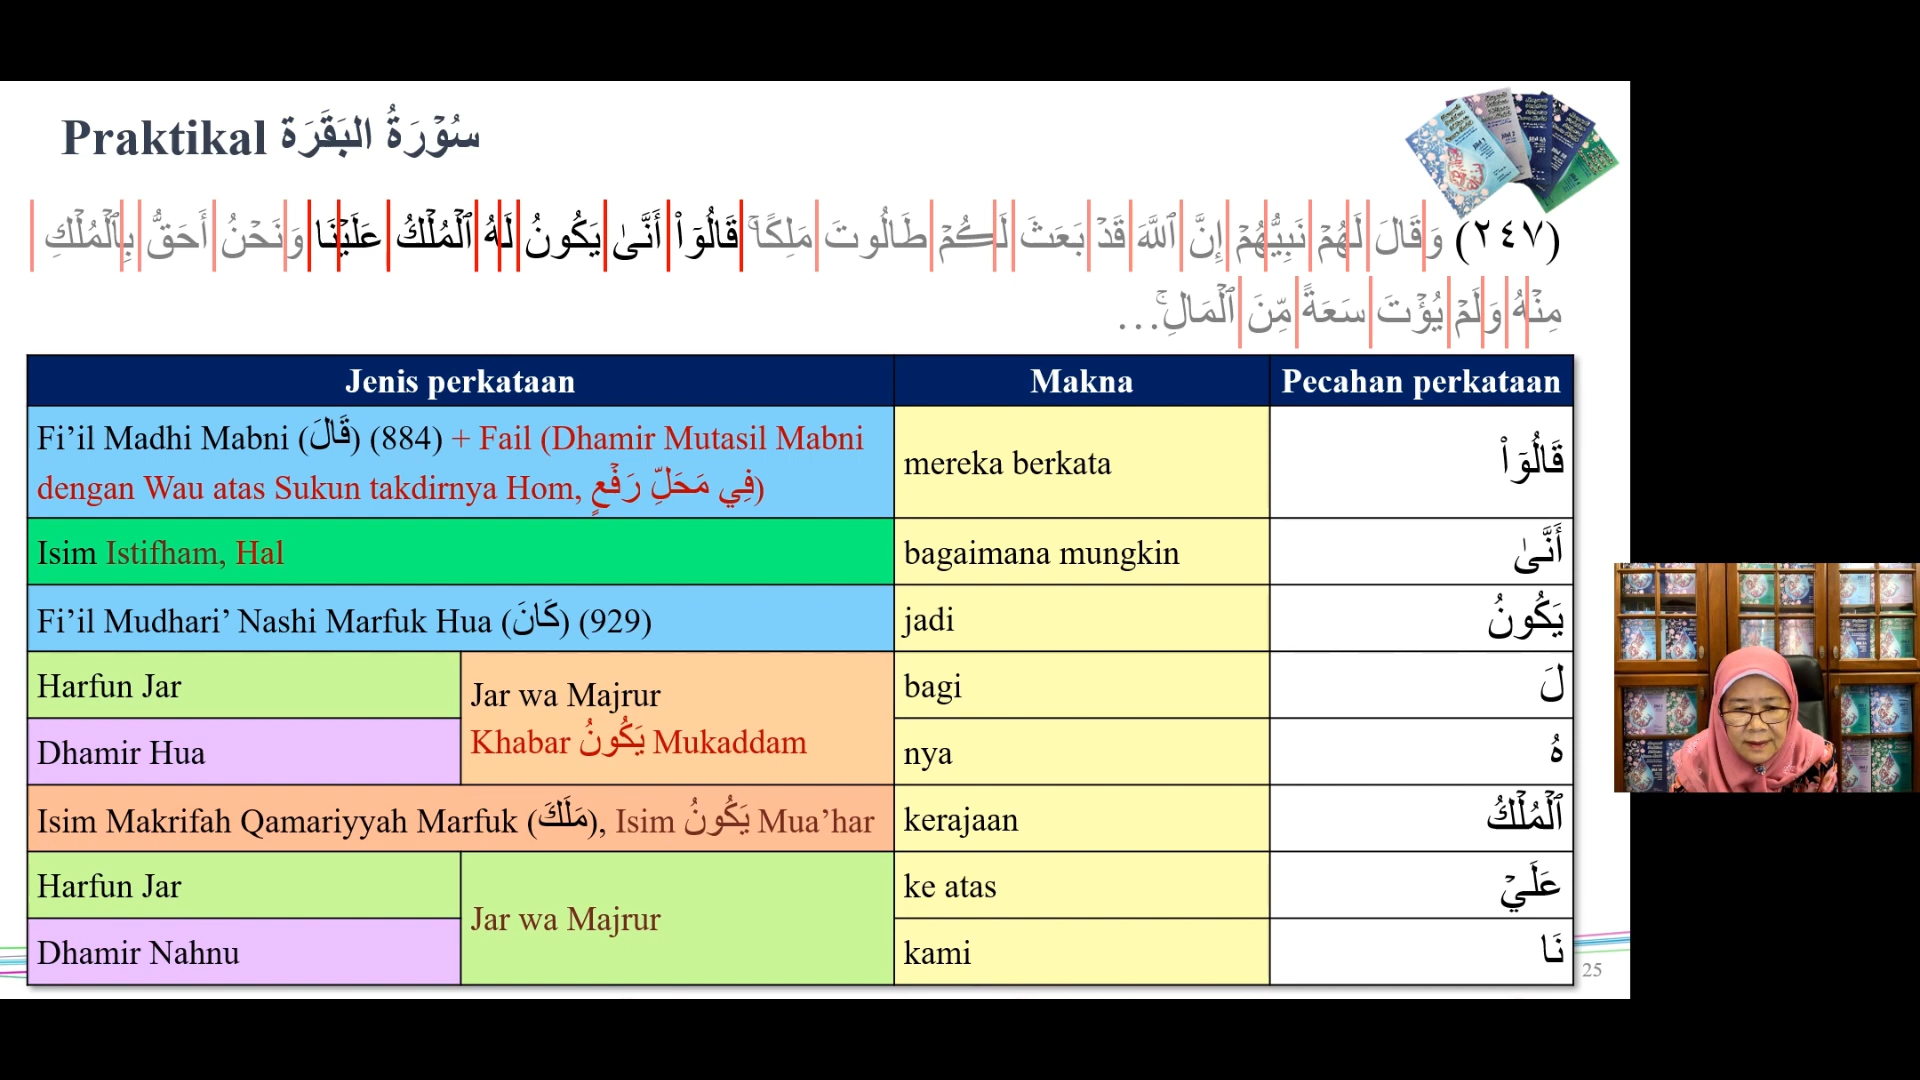 Praktikal سُوْرَةُ البَقَرَة
(٢٤٧) وَقَالَ لَهُمْ نَبِيُّهُمْ إِنَّ ٱللَّهَ قَدْ بَعَثَ لَكُمْ طَالُوتَ مَلِكًاۚ قَالُوٓا۟ أَنَّىٰ يَكُونُ لَهُ ٱلْمُلْكُ عَلَيْنَا وَنَحْنُ أَحَقُّ بِٱلْمُلْكِ
مِنْهُ وَلَمْ يُؤْتَ سَعَةً مِّنَ ٱلْمَالِۚ...
Jenis perkataan Makna Pecahan perkataan
Fi’il Madhi Mabni (قَالَ) (884) + Fail (Dhamir Mutasil Mabni
dengan Wau atas Sukun takdirnya Hom, فِي مَحَلِّ رَفْعٍ)
mereka berkata
قَالُوٓا۟
Isim Istifham, Hal
bagaimana mungkin
أَنَّىٰ
Fi’il Mudhari’ Nashi Marfuk Hua (كَانَ) (929)
jadi
يَكُونُ
Harfun Jar
Jar wa Majrur
Khabar يَكُونُ Mukaddam
bagi
لَ
Dhamir Hua
nya
هُ
Isim Makrifah Qamariyyah Marfuk (مَلَكَ), Isim يَكُونُ Mua’har
kerajaan
ٱلْمُلْكُ
Harfun Jar
Jar wa Majrur
ke atas
عَلَيْ
Dhamir Nahnu
kami
نَا
25